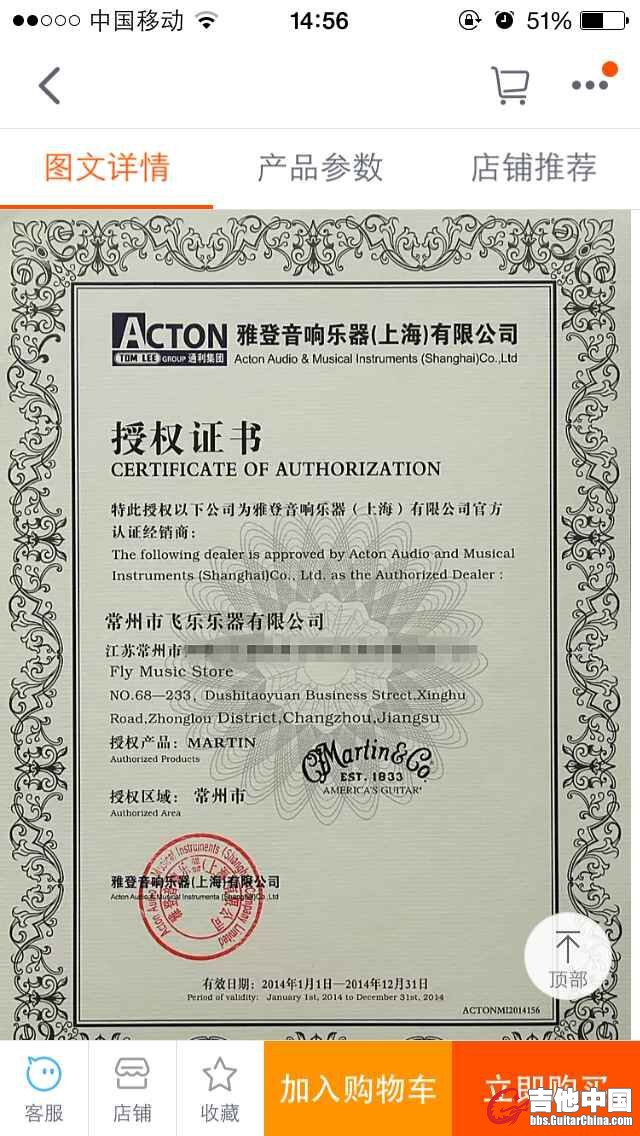 中国移动
14:56
51%
图文详情
产品参数
店铺推荐
ACTON
TOM LEE GROUP 通利集团
雅登音响乐器(上海)有限公司
Acton Audio & Musical Instruments (Shanghai)Co.,Ltd
授权证书
CERTIFICATE OF AUTHORIZATION
特此授权以下公司为雅登音响乐器（上海）有限公司官方
认证经销商：
The following dealer is approved by Acton Audio and Musical
Instruments (Shanghai)Co., Ltd. as the Authorized Dealer :
常州市飞乐乐器有限公司
江苏常州市
Fly Music Store
NO.68—233, Dushitaoyuan Business Street,Xinghu
Road,Zhonglou District,Changzhou,Jiangsu
授权产品：MARTIN
Authorized Products
CF Martin & Co.
EST. 1833
AMERICA'S GUITAR
授权区域：常州市
Authorized Area
雅登音响乐器(上海)有限公司
Acton Audio & Musical Instruments (Shanghai)Co.,Ltd
有效日期：2014年1月1日—2014年12月31日
Period of validity: January 1st, 2014 to December 31st, 2014
ACTONMI2014156
顶部
客服
店铺
收藏
加入购物车
立即购买
吉他中国
bbs.GuitarChina.com